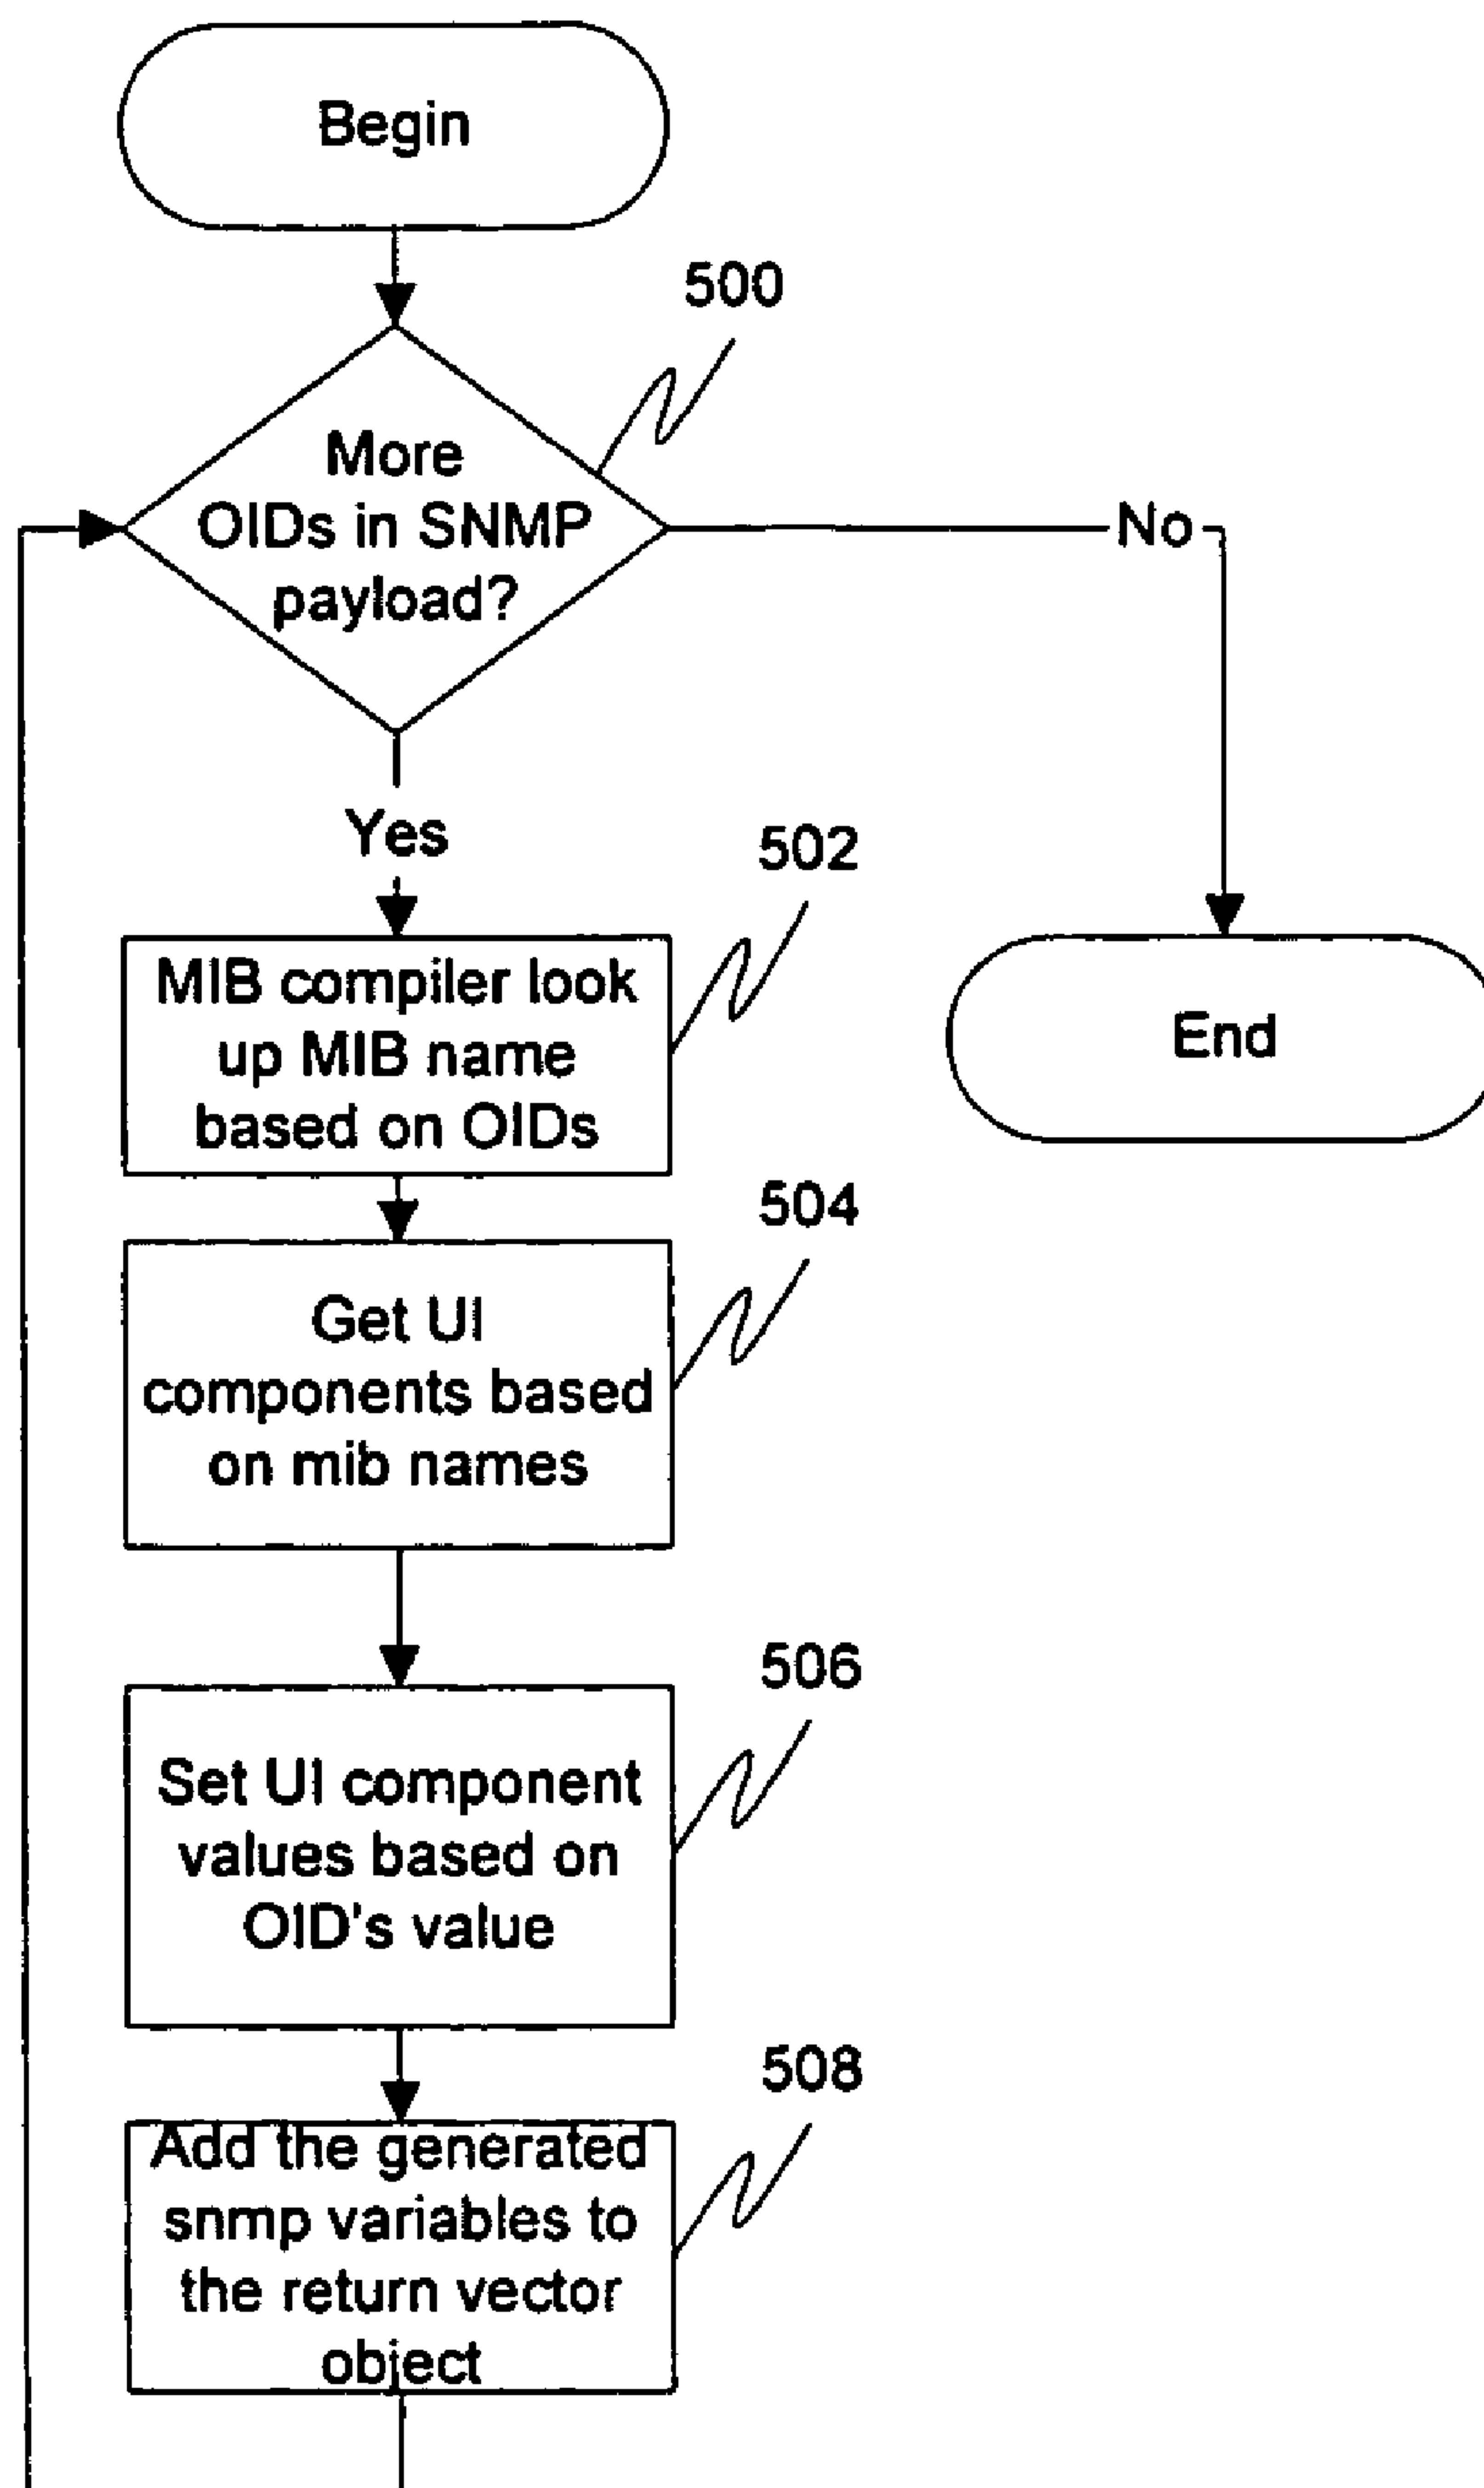 Begin
500
More
OIDs in SNMP
payload?
No
Yes
502
MIB compiler look
up MIB name
based on OIDs
End
504
Get UI
components based
on mib names
506
Set UI component
values based on
OID's value
508
Add the generated
snmp variables to
the return vector
object